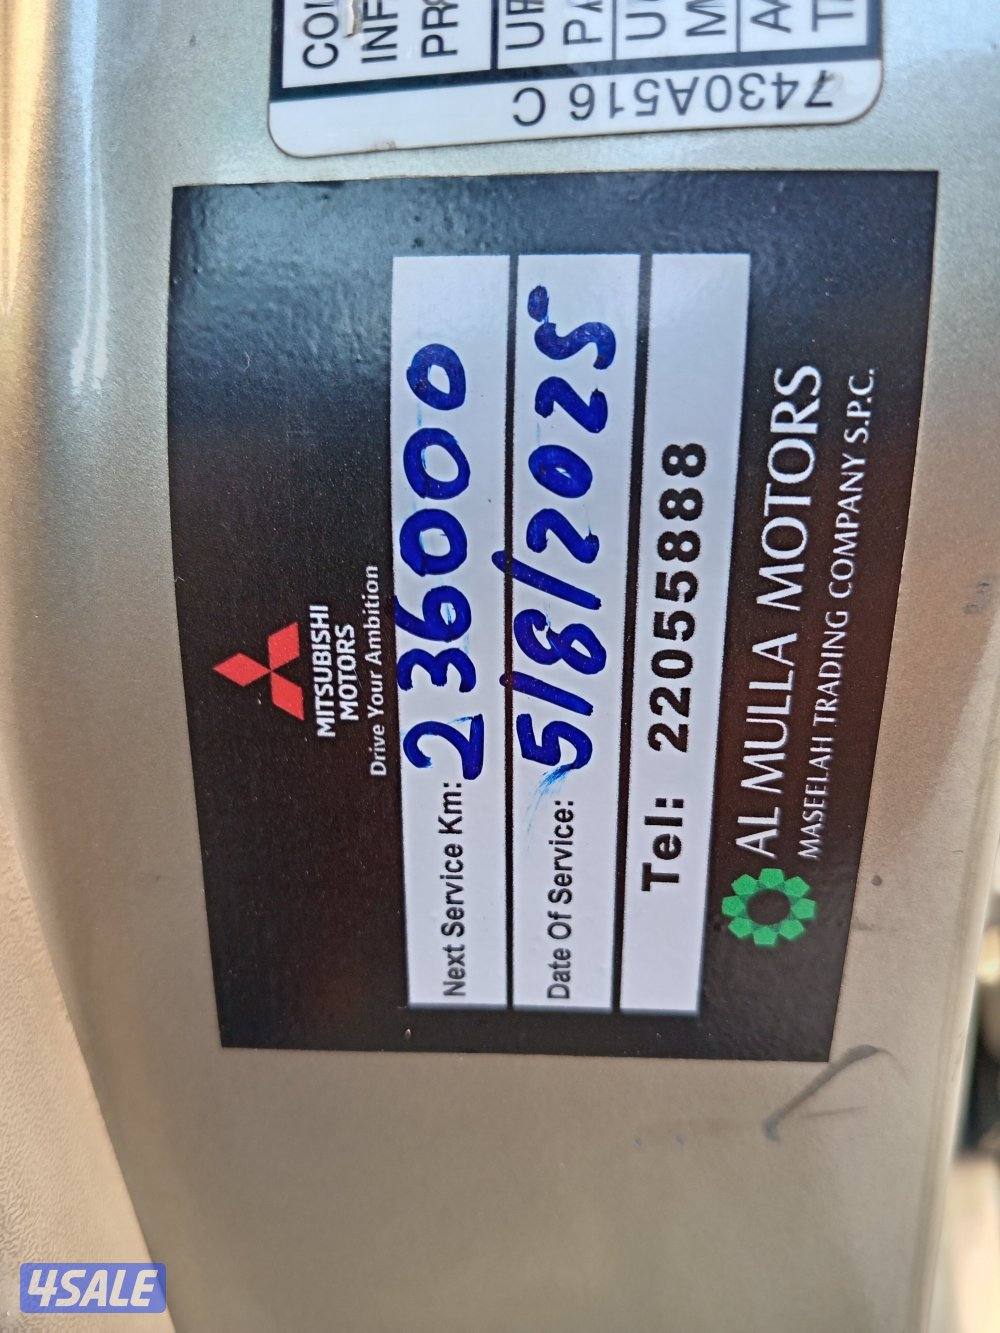 7430A516 C
MITSUBISHI
MOTORS
Drive Your Ambition
Next Service Km: 236000
Date Of Service: 5/8/2025
Tel: 22055888
AL MULLA MOTORS
MASEELAH TRADING COMPANY S.P.C.
4SALE